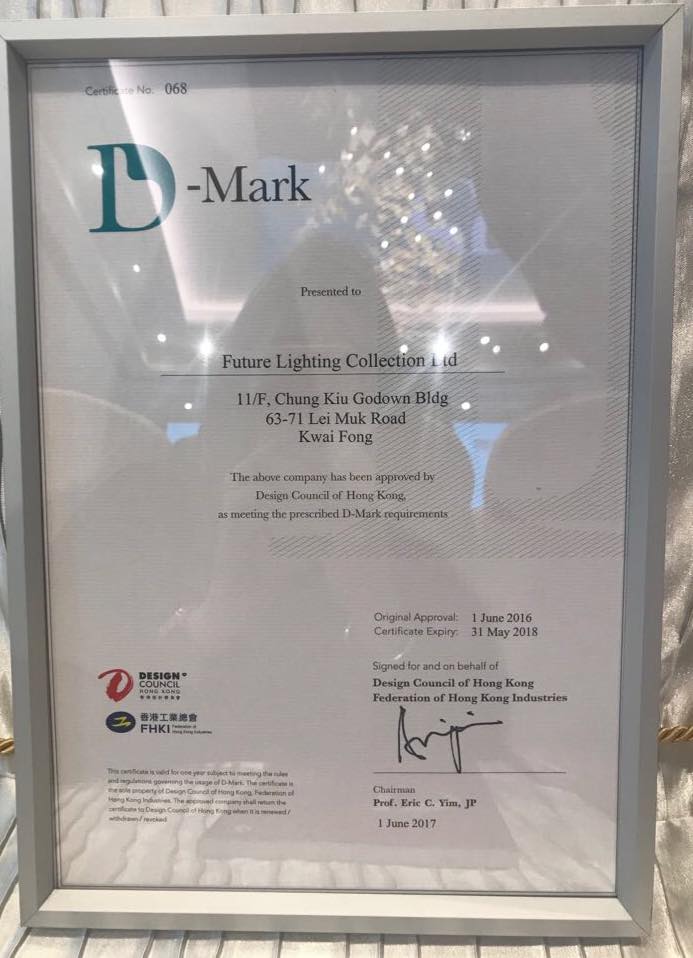 Certificate No. 068
D-Mark
Presented to
Future Lighting Collection Ltd
11/F, Chung Kiu Godown Bldg
63-71 Lei Muk Road
Kwai Fong
The above company has been approved by
Design Council of Hong Kong,
as meeting the prescribed D-Mark requirements
Original Approval: 1 June 2016
Certificate Expiry: 31 May 2018
Signed for and on behalf of
Design Council of Hong Kong
Federation of Hong Kong Industries
DESIGN
COUNCIL
HONG KONG
香港工業總會
FHKI Federation of
Hong Kong Industries
This certificate is valid for one year subject to meeting the rules
and regulations governing the usage of D-Mark. The certificate is
the sole property of Design Council of Hong Kong, Federation of
Hong Kong Industries. The approved company shall return the
certificate to Design Council of Hong Kong when it is renewed /
withdrawn / revoked
Chairman
Prof. Eric C. Yim, JP
1 June 2017